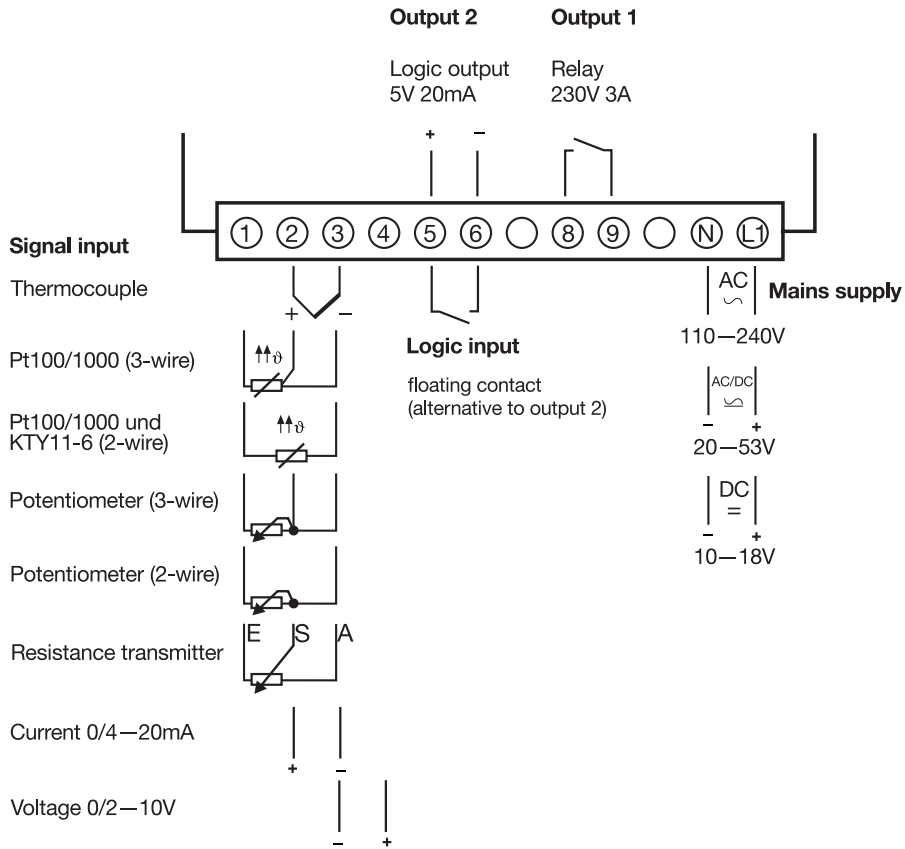 Output 2 Output 1
Logic output Relay
5V 20mA 230V 3A
+ −
1 2 3 4 5 6 8 9 N L1
Signal input
Thermocouple
+ −
Logic input
floating contact
(alternative to output 2)
AC
Mains supply
110—240V
AC/DC
− +
20—53V
DC
=
− +
10—18V
Pt100/1000 (3-wire)
ϑ
Pt100/1000 und
KTY11-6 (2-wire)
ϑ
Potentiometer (3-wire)
Potentiometer (2-wire)
E S A
Resistance transmitter
Current 0/4—20mA
+ −
Voltage 0/2—10V
− +